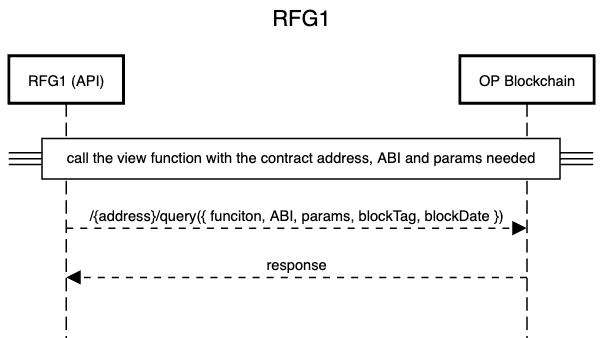 RFG1
RFG1 (API)
OP Blockchain
call the view function with the contract address, ABI and params needed
/{address}/query({ funciton, ABI, params, blockTag, blockDate })
response